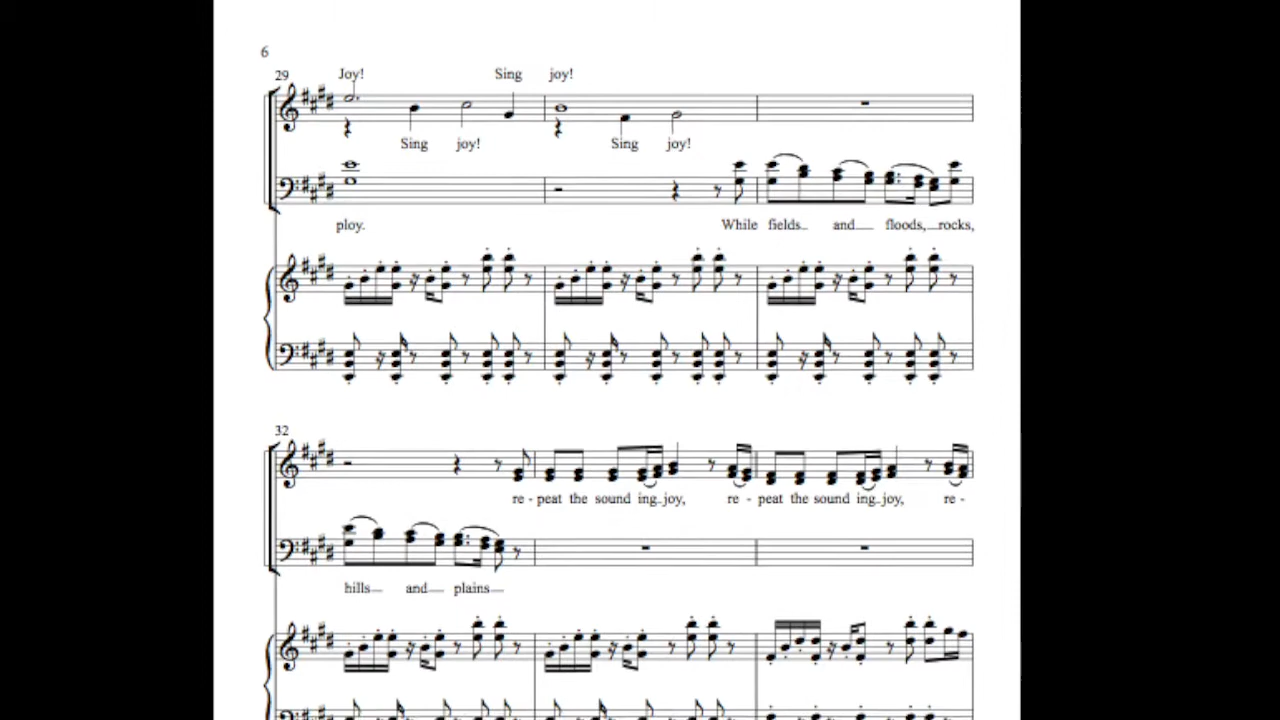 6
29
Joy! Sing joy!
Sing joy! Sing joy!
ploy. While fields and floods, rocks,
32
re - peat the sound ing joy, re - peat the sound ing joy, re -
hills and plains